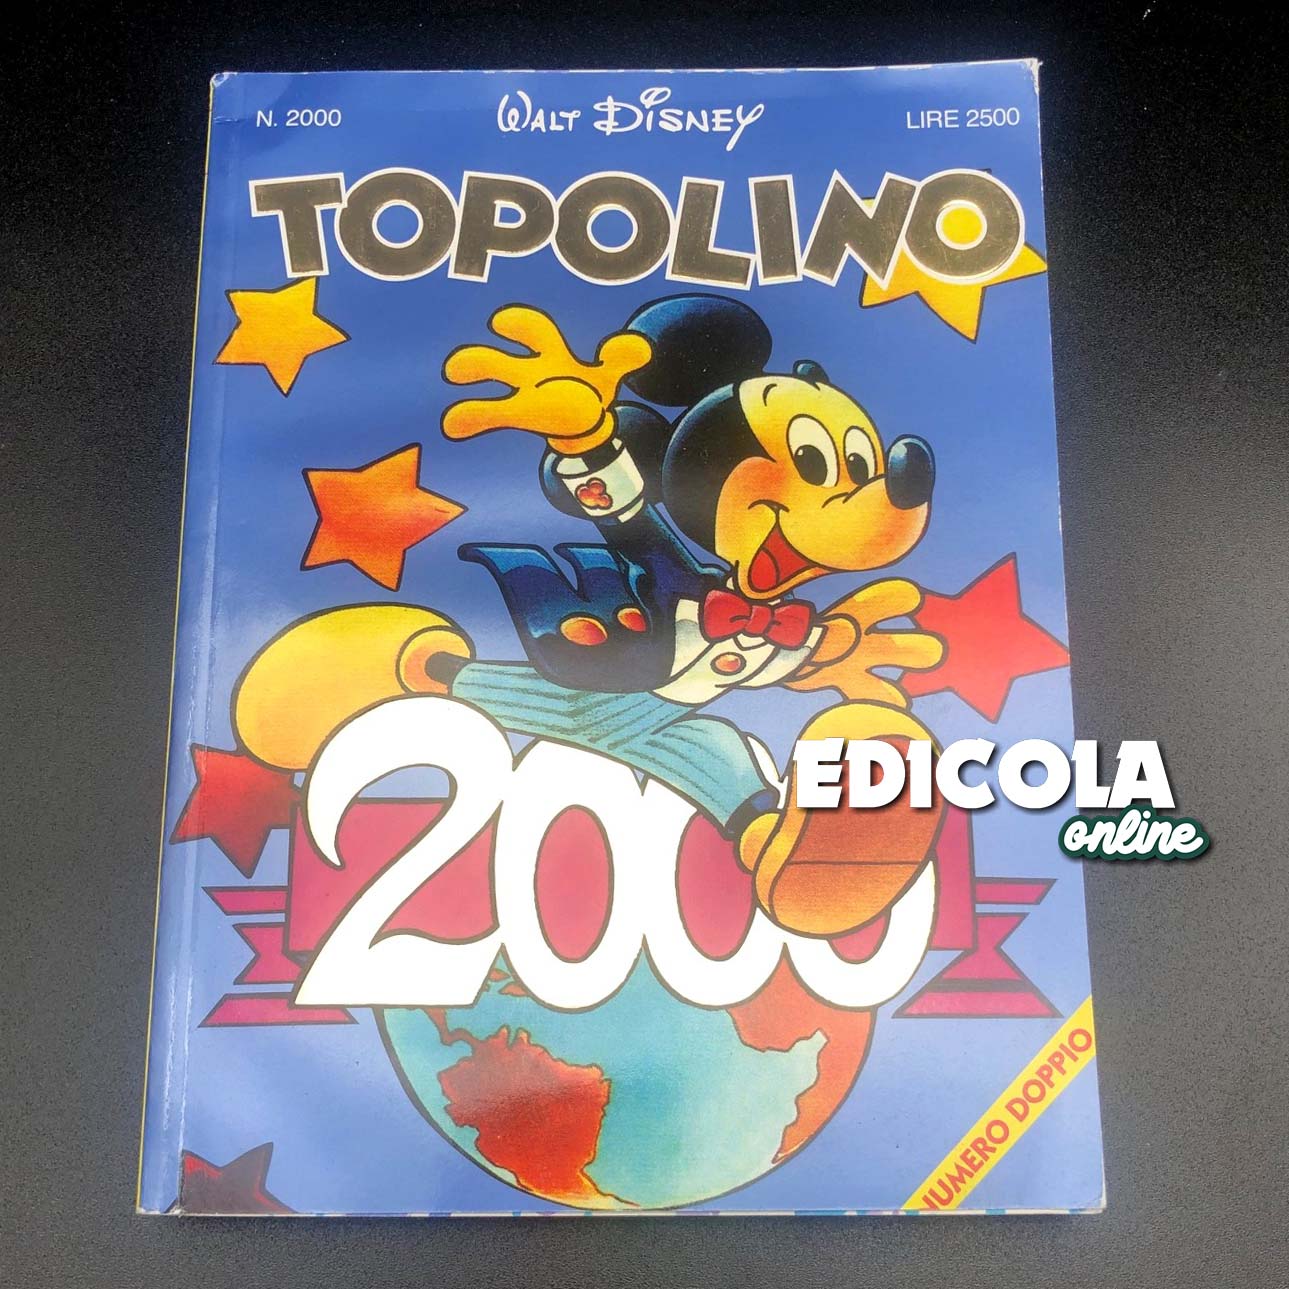 N. 2000
WALT DISNEY
LIRE 2500
TOPOLINO
2000
EDICOLA
online
NUMERO DOPPIO